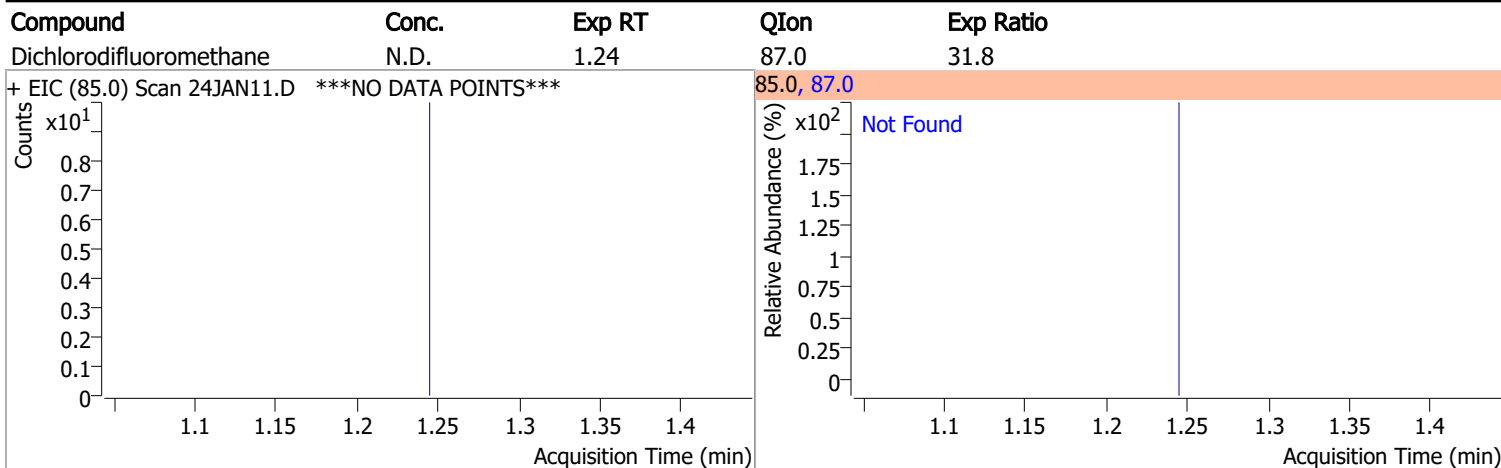 Compound Conc. Exp RT QIon Exp Ratio
Dichlorodifluoromethane N.D. 1.24 87.0 31.8
+ EIC (85.0) Scan 24JAN11.D ***NO DATA POINTS***
Counts
x10¹
0.8
0.7
0.6
0.5
0.4
0.3
0.2
0.1
0
1.1 1.15 1.2 1.25 1.3 1.35 1.4
Acquisition Time (min)
85.0, 87.0
Relative Abundance (%)
x10²
Not Found
1.75
1.5
1.25
1
0.75
0.5
0.25
0
1.1 1.15 1.2 1.25 1.3 1.35 1.4
Acquisition Time (min)